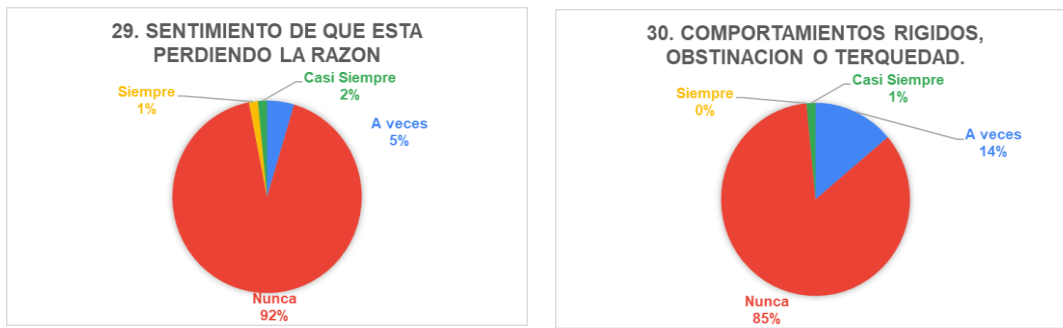 29. SENTIMIENTO DE QUE ESTA
PERDIENDO LA RAZON
Casi Siempre
2%
Siempre
1%
A veces
5%
Nunca
92%
30. COMPORTAMIENTOS RIGIDOS,
OBSTINACION O TERQUEDAD.
Casi Siempre
1%
Siempre
0%
A veces
14%
Nunca
85%